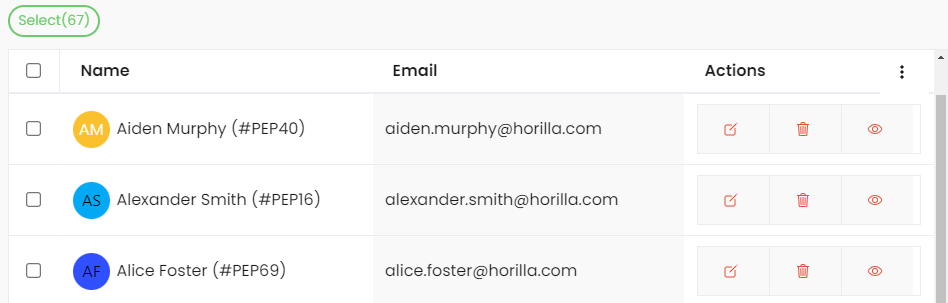 Select(67)
Name Email Actions
AM Aiden Murphy (#PEP40) aiden.murphy@horilla.com
AS Alexander Smith (#PEP16) alexander.smith@horilla.com
AF Alice Foster (#PEP69) alice.foster@horilla.com